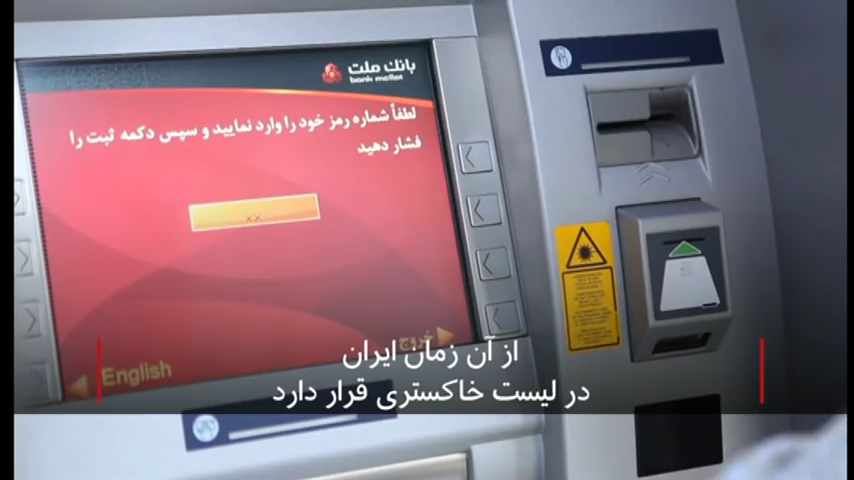 بانک ملت
bank mellat
لطفاً شماره رمز خود را وارد نمایید و سپس دکمه ثبت را
فشار دهید
××
خروج
English
از آن زمان ایران
در لیست خاکستری قرار دارد